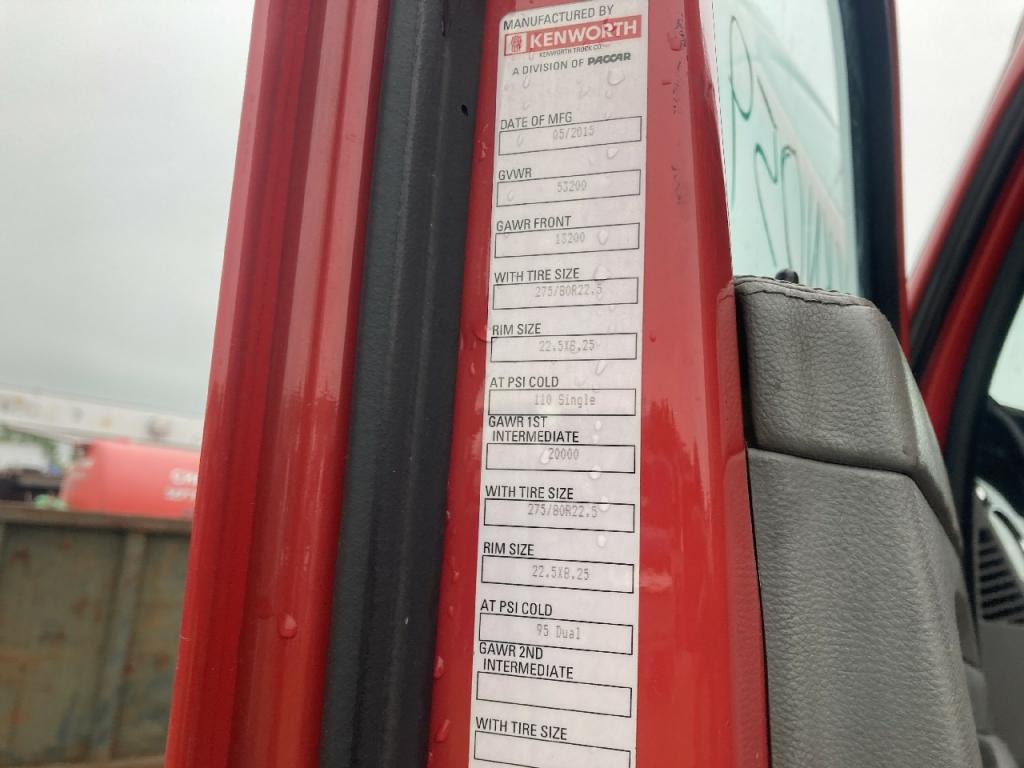 MANUFACTURED BY
KENWORTH
KENWORTH TRUCK CO.
A DIVISION OF PACCAR
DATE OF MFG
05/2015
GVWR
53200
GAWR FRONT
13200
WITH TIRE SIZE
275/80R22.5
RIM SIZE
22.5X8.25
AT PSI COLD
110 Single
GAWR 1ST
INTERMEDIATE
20000
WITH TIRE SIZE
275/80R22.5
RIM SIZE
22.5X8.25
AT PSI COLD
95 Dual
GAWR 2ND
INTERMEDIATE
WITH TIRE SIZE